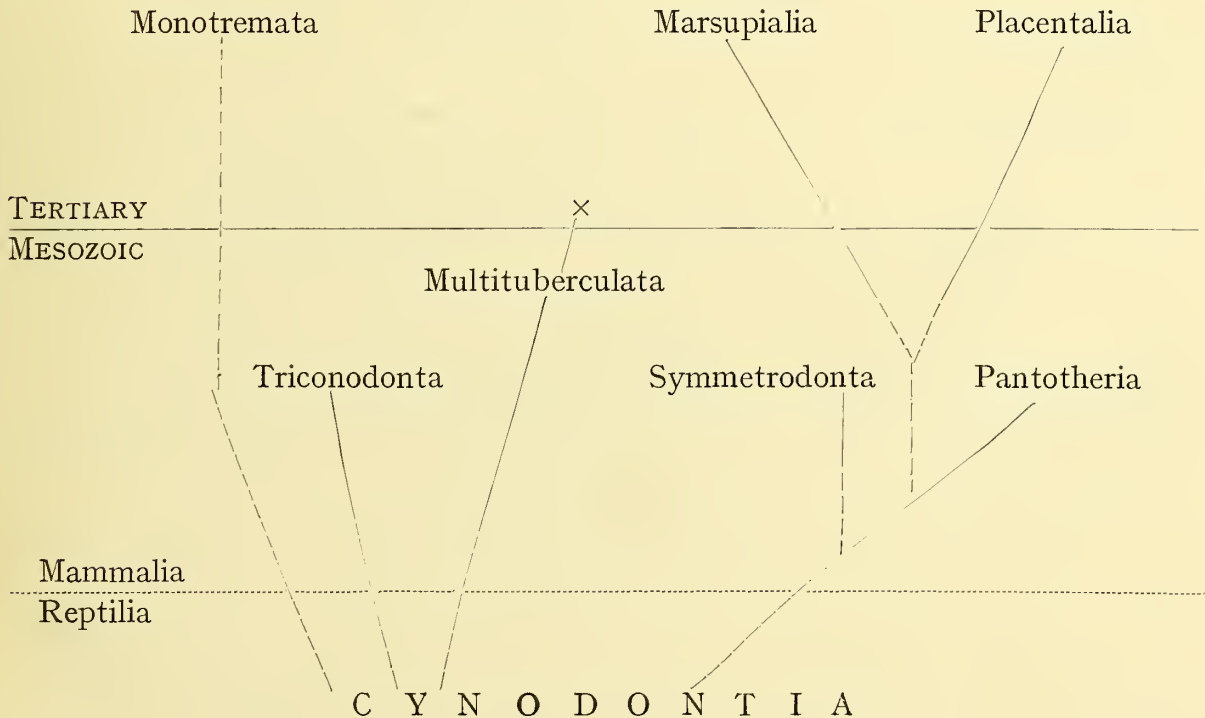 Monotremata Marsupialia Placentalia
×
TERTIARY
MESOZOIC
Multituberculata
Triconodonta Symmetrodonta Pantotheria
Mammalia
Reptilia
CYNODONTIA